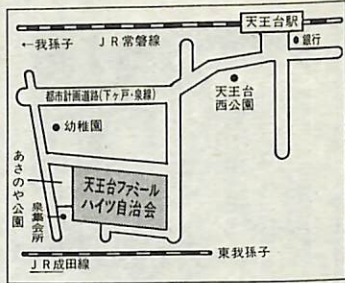 天王台駅
●銀行
←我孫子 JR常磐線
都市計画道路(下ヶ戸・泉線)
天王台
西公園
幼稚園
あさのや公園
泉集会所
天王台ファミール
ハイツ自治会
東我孫子
JR成田線